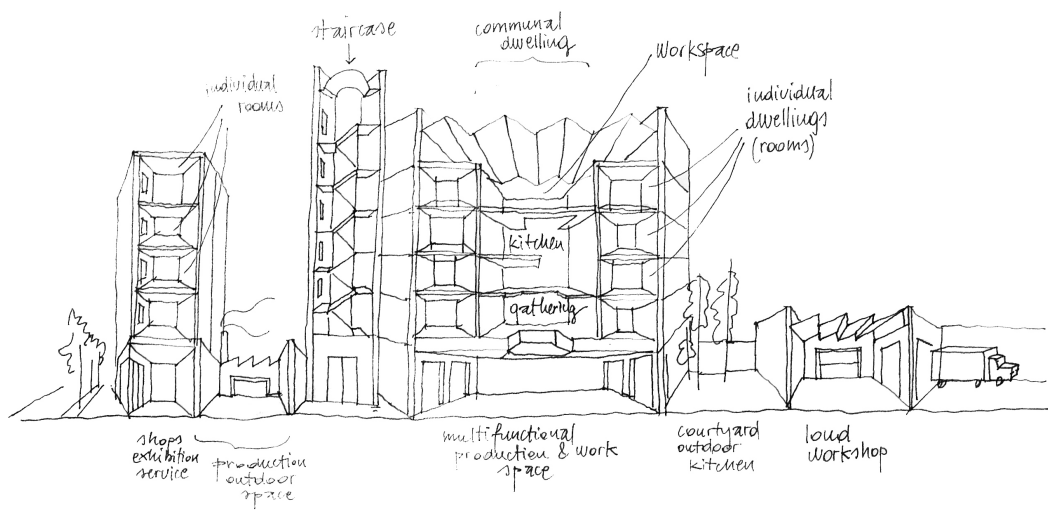 staircase
communal
dwelling
workspace
individual
rooms
individual
dwellings
(rooms)
kitchen
gathering
shops
exhibition
service
production
outdoor
space
multifunctional
production & work
space
courtyard
outdoor
kitchen
loud
workshop